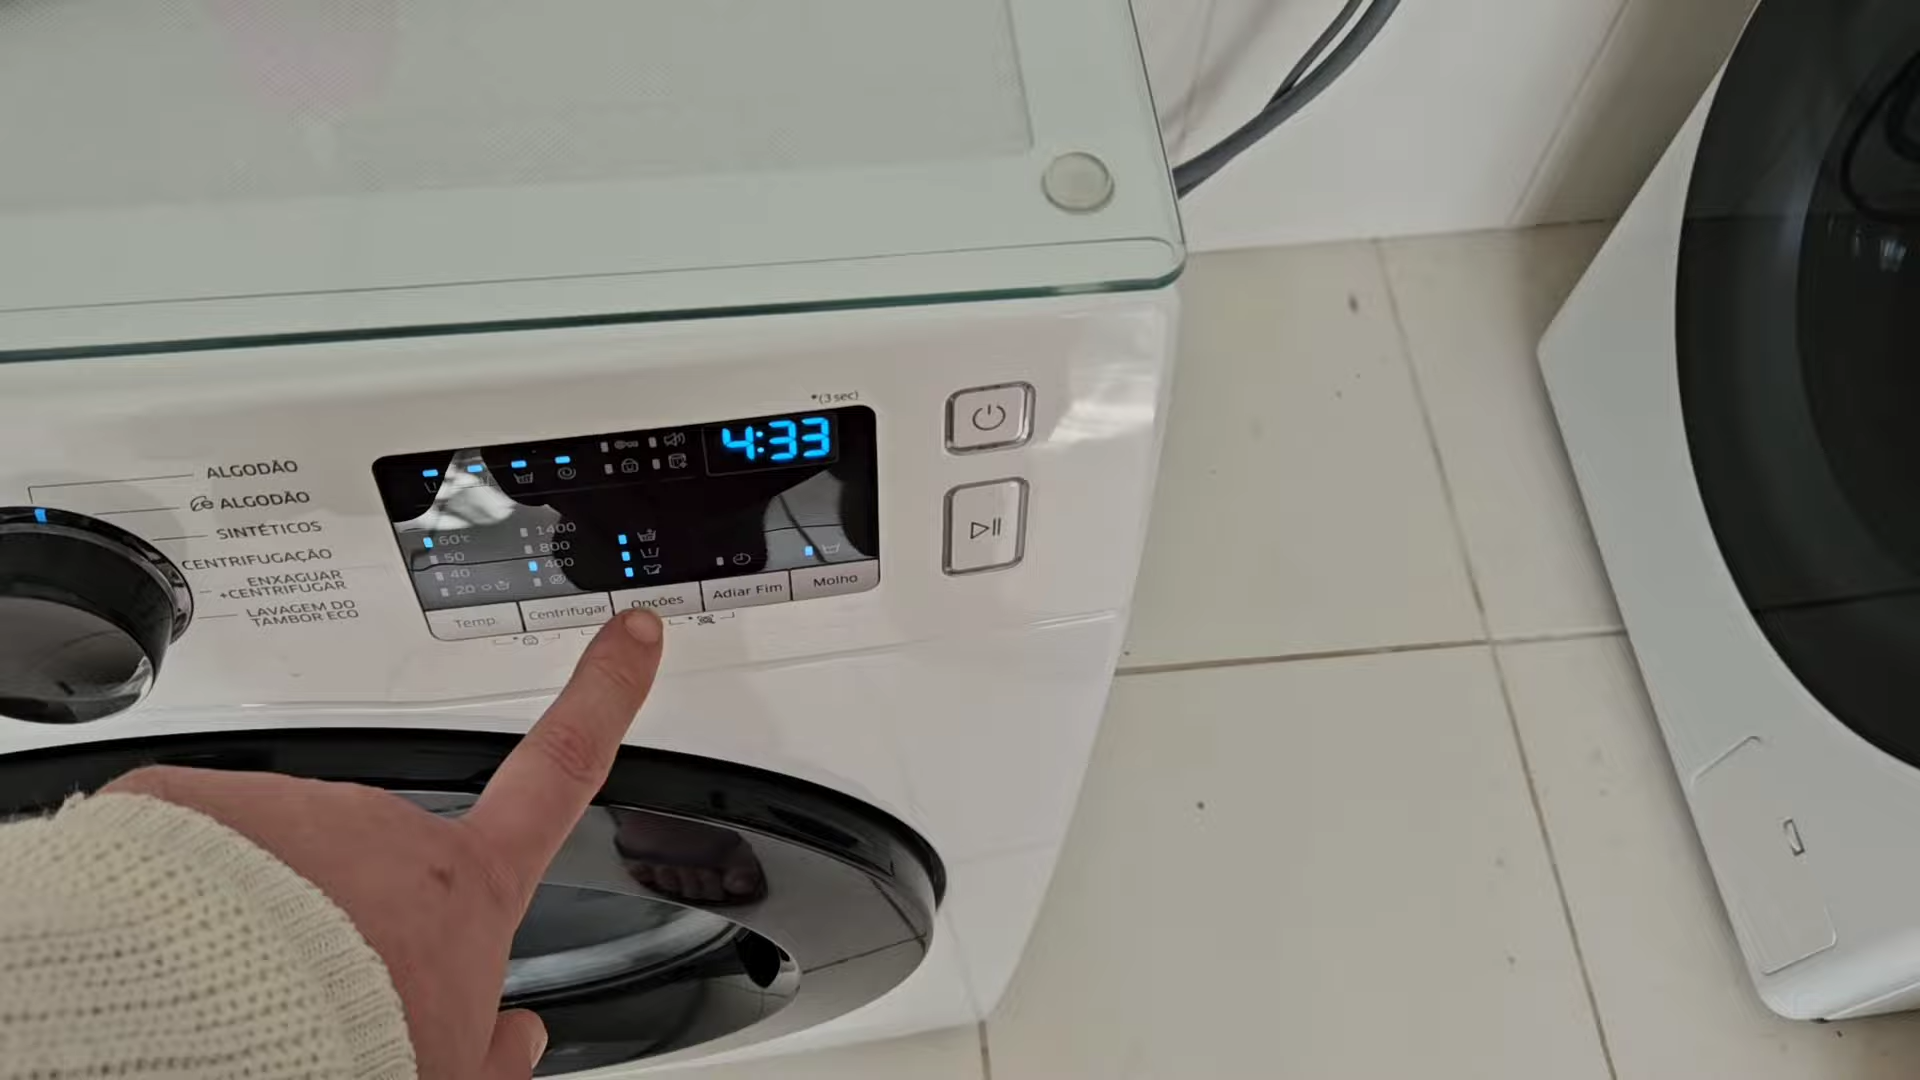 *(3 sec)
4:33
ALGODÃO
ALGODÃO
SINTÉTICOS
CENTRIFUGAÇÃO
ENXAGUAR
+CENTRIFUGAR
LAVAGEM DO
TAMBOR ECO
60°c
50
40
20
1400
800
400
Temp.
Centrifugar
Opções
Adiar Fim
Molho